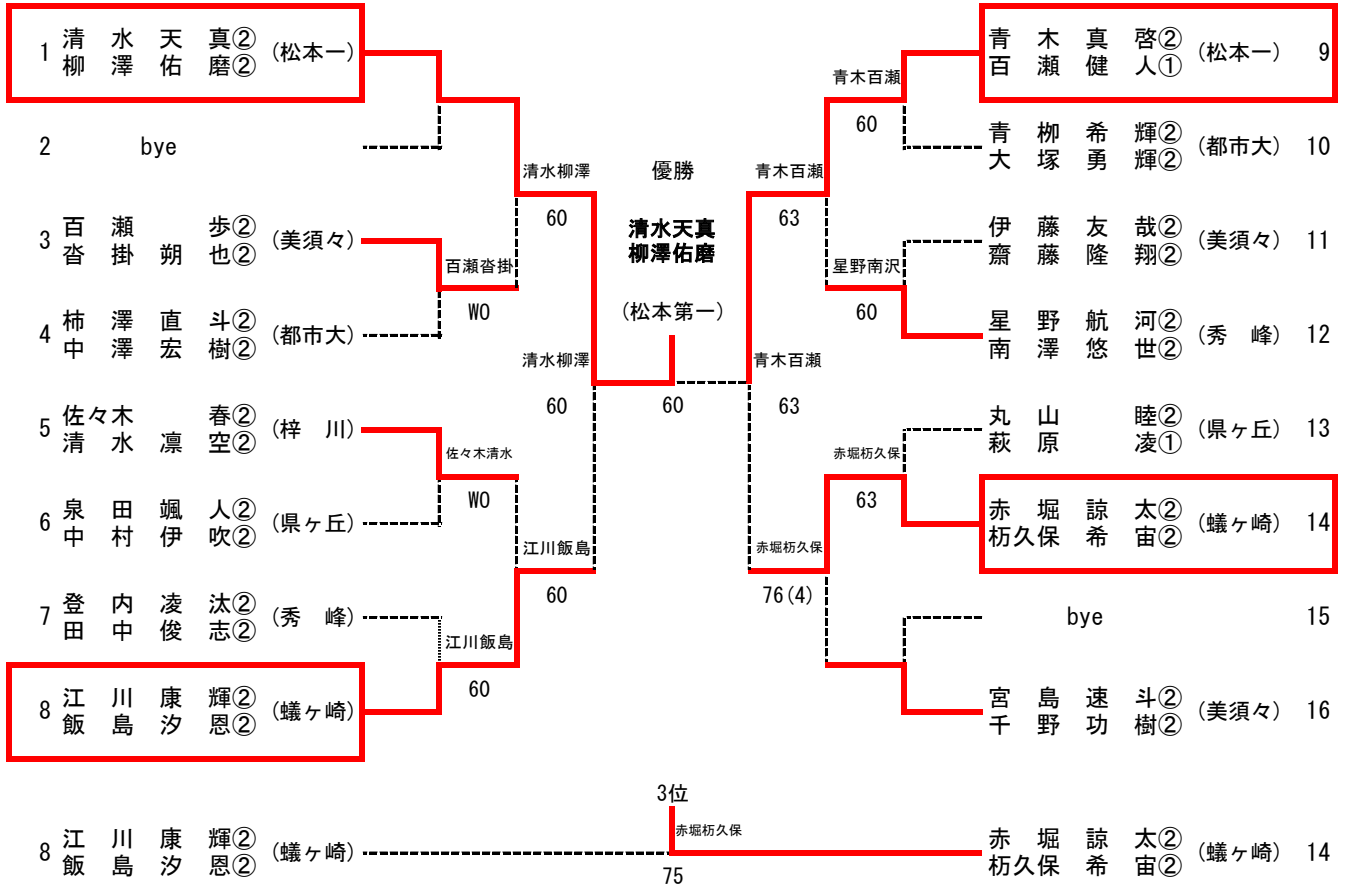 1 清水天真② (松本一)
柳澤佑磨②
2 bye
3 百瀬歩② (美須々)
沓掛朔也②
4 柿澤直斗② (都市大)
中澤宏樹②
5 佐々木春② (梓川)
清水凛空②
6 泉田颯人② (県ヶ丘)
中村伊吹②
7 登内凌汰② (秀峰)
田中俊志②
8 江川康輝② (蟻ヶ崎)
飯島汐恩②
百瀬沓掛
WO
佐々木清水
WO
江川飯島
60
清水柳澤
60
江川飯島
60
清水柳澤
60
優勝
清水天真
柳澤佑磨
(松本第一)
60
青木百瀬
63
青木百瀬
63
赤堀杤久保
76(4)
青木百瀬
60
星野南沢
60
赤堀杤久保
63
青木真啓② (松本一) 9
百瀬健人①
青栁希輝② (都市大) 10
大塚勇輝②
伊藤友哉② (美須々) 11
齋藤隆翔②
星野航河② (秀峰) 12
南澤悠世②
丸山睦② (県ヶ丘) 13
萩原凌①
赤堀諒太② (蟻ヶ崎) 14
杤久保希宙②
bye 15
宮島速斗② (美須々) 16
千野功樹②
3位
赤堀杤久保
75
8 江川康輝② (蟻ヶ崎)
飯島汐恩②
赤堀諒太② (蟻ヶ崎) 14
杤久保希宙②